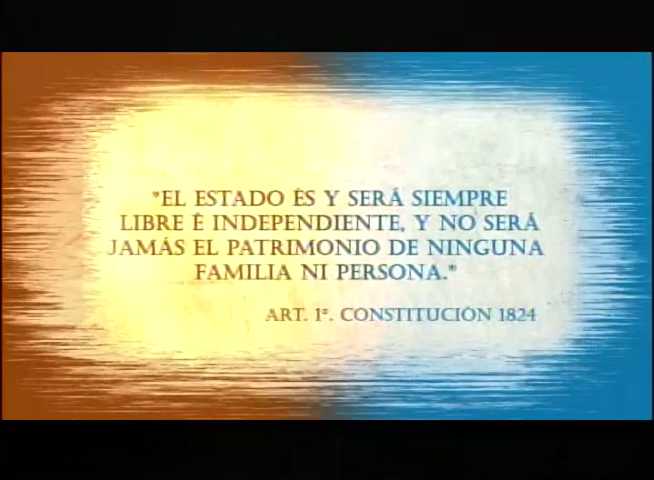 "EL ESTADO ÉS Y SERÁ SIEMPRE
LIBRE É INDEPENDIENTE, Y NO SERÁ
JAMÁS EL PATRIMONIO DE NINGUNA
FAMILIA NI PERSONA."
ART. 1º. CONSTITUCIÓN 1824